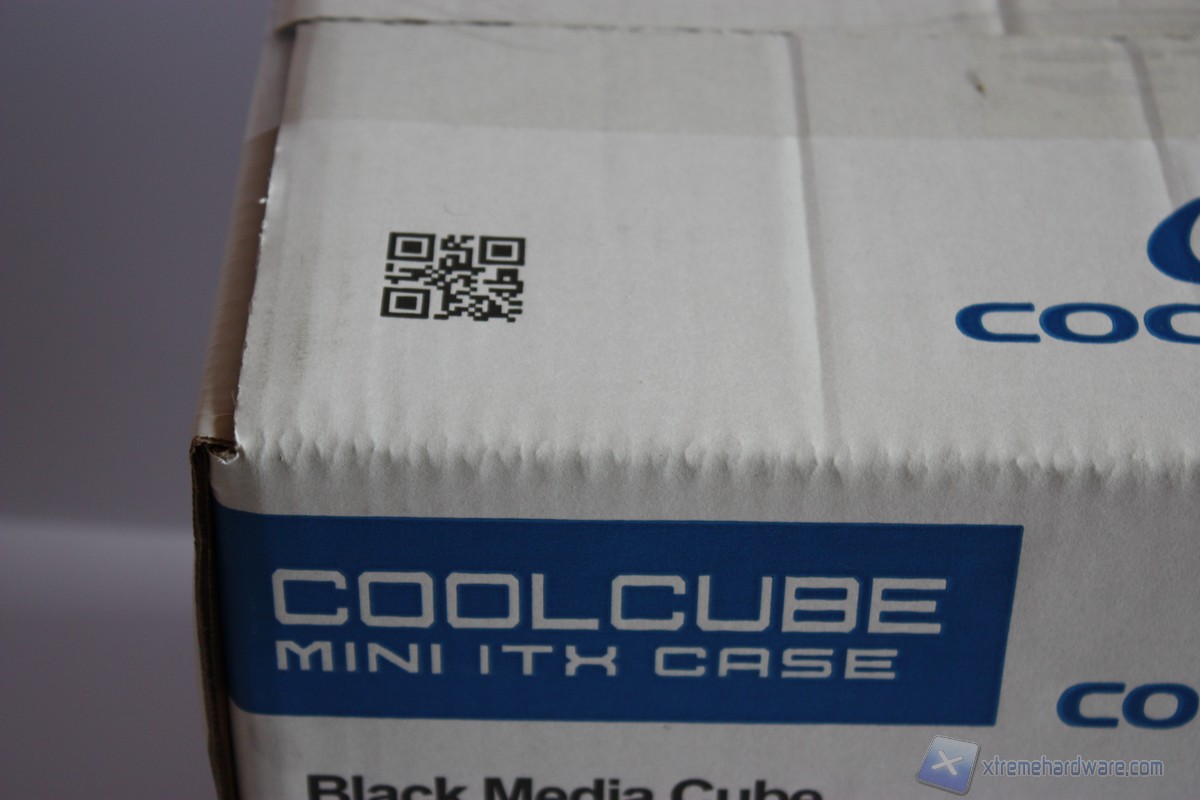 COOLCUBE
MINI ITX CASE
Black Media Cube
xtremehardware.com